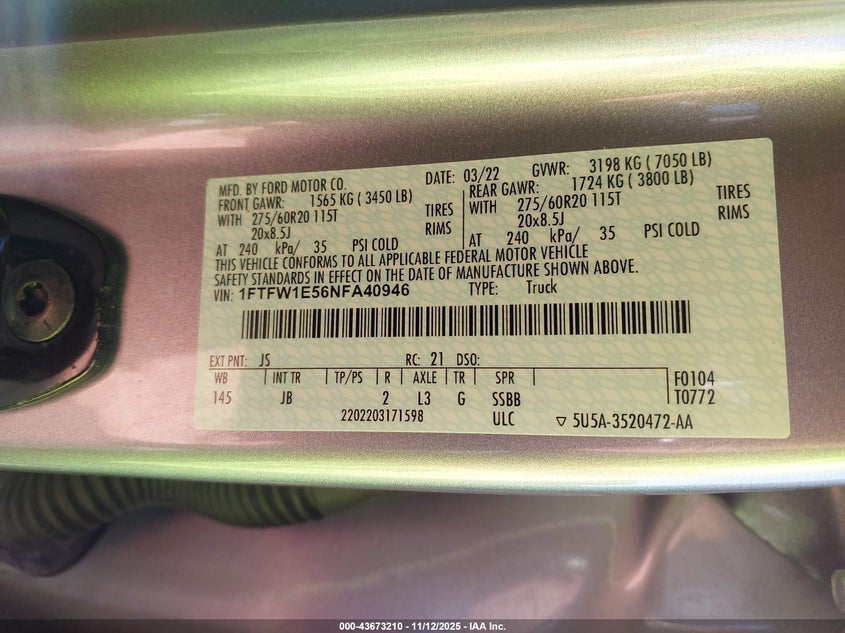 MFD. BY FORD MOTOR CO. DATE: 03/22 GVWR: 3198 KG ( 7050 LB)
FRONT GAWR: 1565 KG ( 3450 LB) REAR GAWR: 1724 KG ( 3800 LB)
WITH 275/60R20 115T TIRES WITH 275/60R20 115T TIRES
20x8.5J RIMS 20x8.5J RIMS
AT 240 kPa/ 35 PSI COLD AT 240 kPa/ 35 PSI COLD
THIS VEHICLE CONFORMS TO ALL APPLICABLE FEDERAL MOTOR VEHICLE
SAFETY STANDARDS IN EFFECT ON THE DATE OF MANUFACTURE SHOWN ABOVE.
VIN: 1FTFW1E56NFA40946 TYPE: Truck
EXT PNT: JS RC: 21 DSO:
WB INT TR TP/PS R AXLE TR SPR F0104
145 JB 2 L3 G SSBB T0772
2202203171598 ULC ▽ 5U5A-3520472-AA
000-43673210 - 11/12/2025 - IAA Inc.